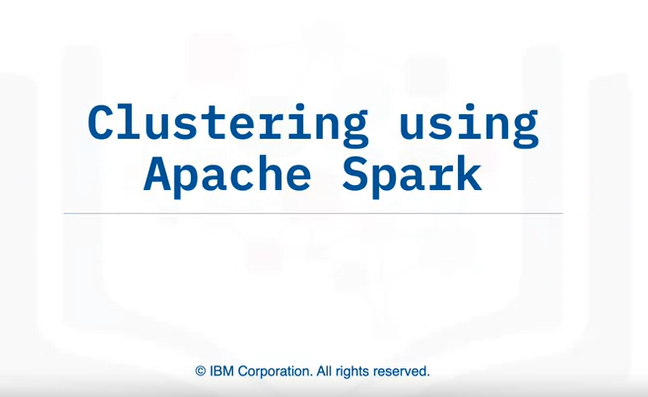 Clustering using
Apache Spark
© IBM Corporation. All rights reserved.